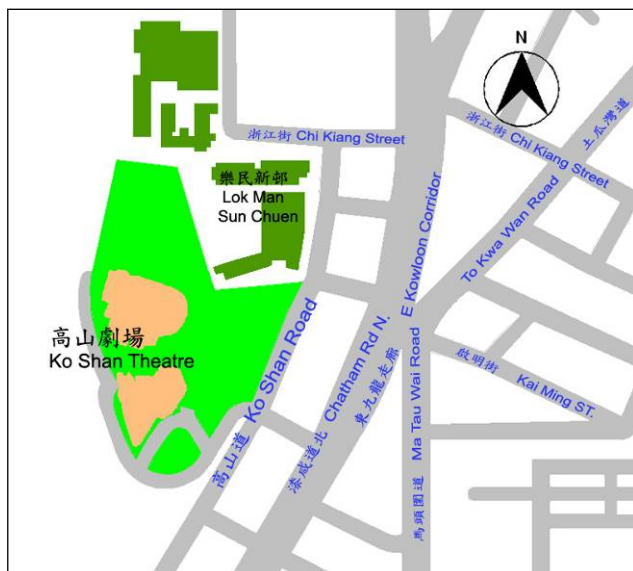 N
浙江街 Chi Kiang Street
土瓜灣道
浙江街 Chi Kiang Street
樂民新邨
Lok Man
Sun Chuen
To Kwa Wan Road
E Kowloon Corridor
東九龍走廊
高山劇場
Ko Shan Theatre
高山道 Ko Shan Road
漆咸道北 Chatham Rd N.
馬頭圍道 Ma Tau Wai Road
啟明街 Kai Ming ST.